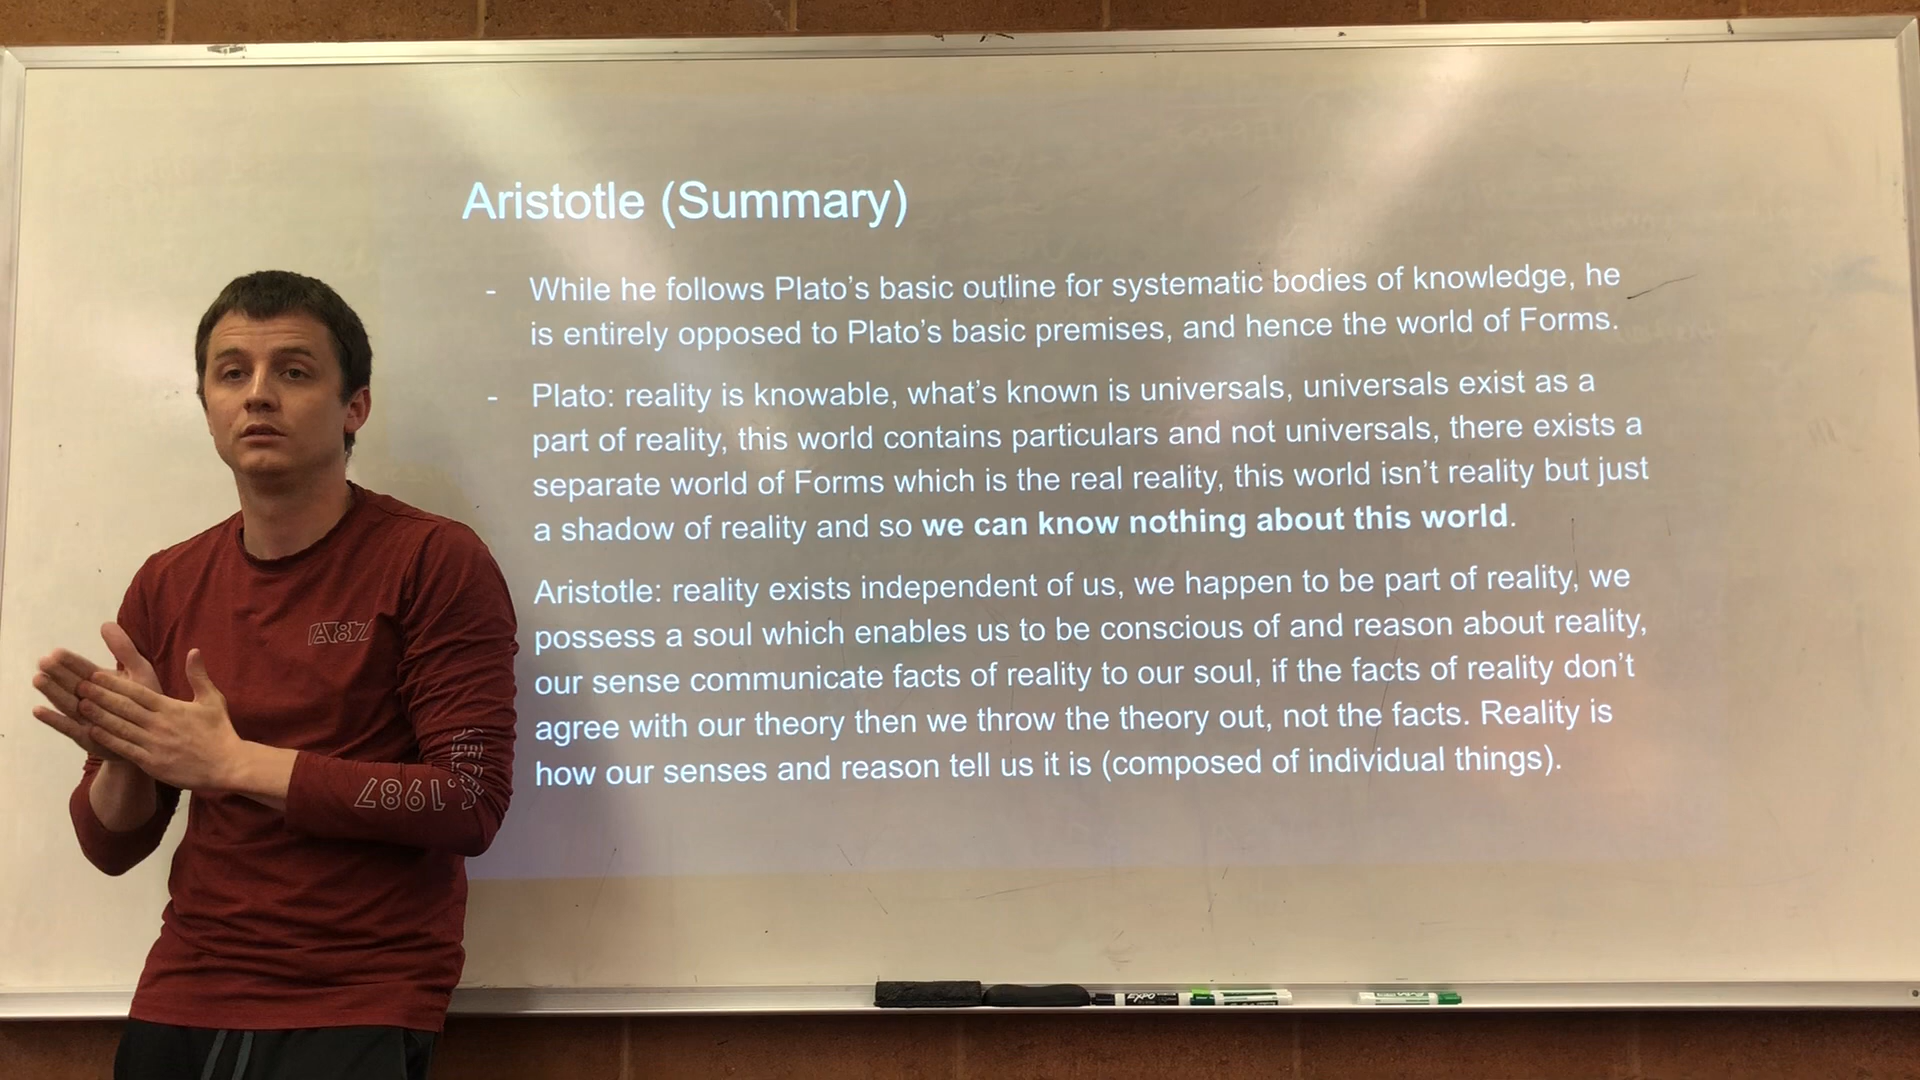 Aristotle (Summary)
- While he follows Plato's basic outline for systematic bodies of knowledge, he
is entirely opposed to Plato's basic premises, and hence the world of Forms.
- Plato: reality is knowable, what's known is universals, universals exist as a
part of reality, this world contains particulars and not universals, there exists a
separate world of Forms which is the real reality, this world isn't reality but just
a shadow of reality and so we can know nothing about this world.
Aristotle: reality exists independent of us, we happen to be part of reality, we
possess a soul which enables us to be conscious of and reason about reality,
our sense communicate facts of reality to our soul, if the facts of reality don't
agree with our theory then we throw the theory out, not the facts. Reality is
how our senses and reason tell us it is (composed of individual things).
A87
1987
EXPO